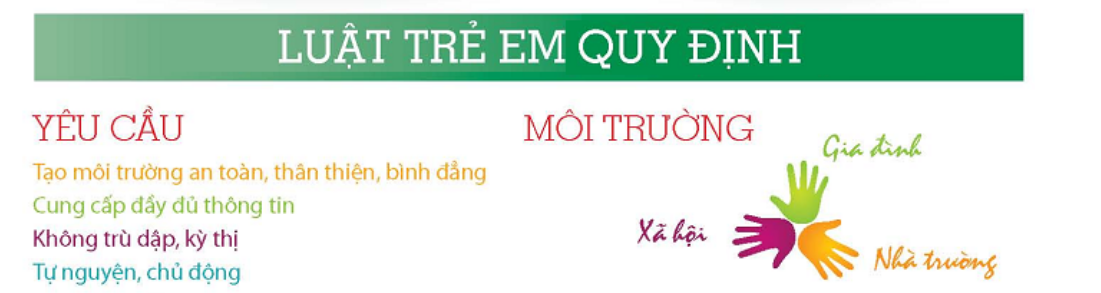 LUẬT TRẺ EM QUY ĐỊNH
YÊU CẦU
Tạo môi trường an toàn, thân thiện, bình đẳng
Cung cấp đầy đủ thông tin
Không trù dập, kỳ thị
Tự nguyện, chủ động
MÔI TRƯỜNG
Gia đình
Xã hội
Nhà trường